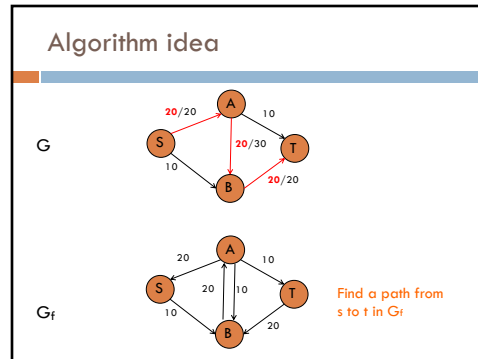 Algorithm idea
A
20/20
10
G
S
20/30
T
10
20/20
B
A
20
10
S
20
10
T
Find a path from
s to t in Gf
Gf
10
20
B